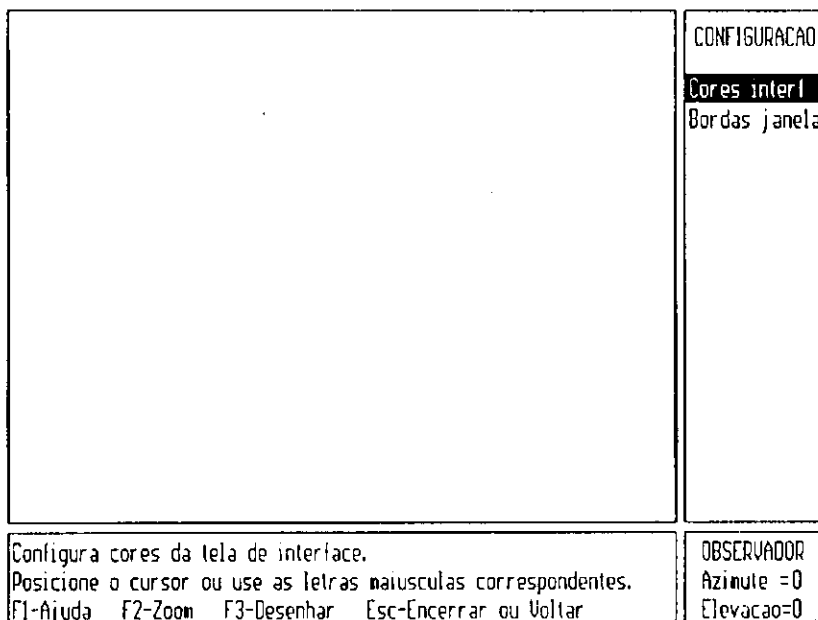 CONFIGURACAO
Cores interf
Bordas janela
Configura cores da tela de interface.
Posicione o cursor ou use as letras maiusculas correspondentes.
F1-Ajuda F2-Zoom F3-Desenhar Esc-Encerrar ou Voltar
OBSERVADOR
Azimute =0
Elevacao=0